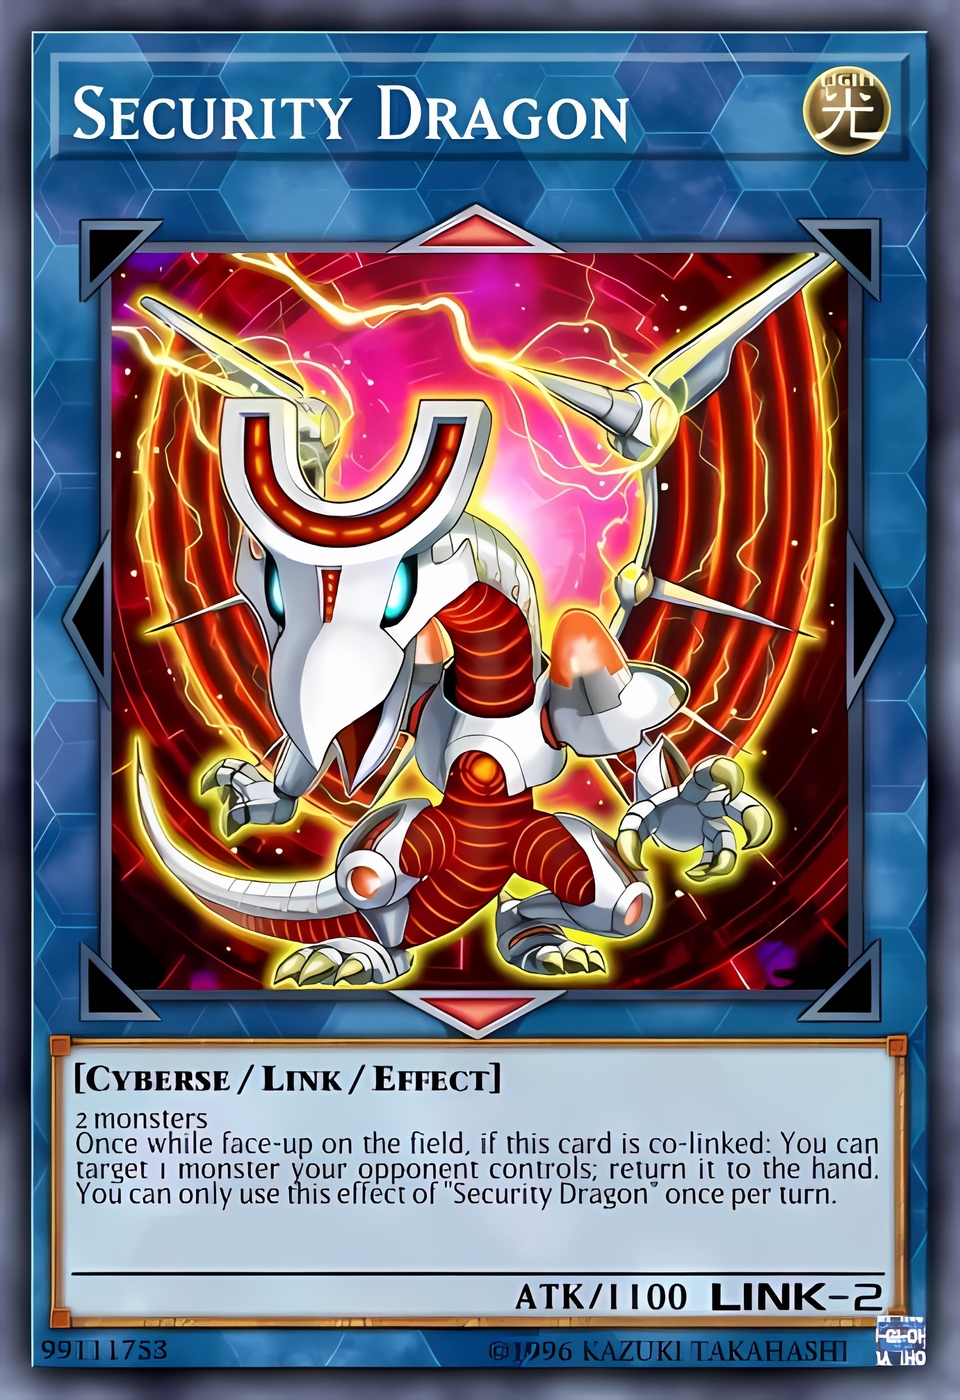 SECURITY DRAGON
光
[CYBERSE / LINK / EFFECT]
2 monsters
Once while face-up on the field, if this card is co-linked: You can
target 1 monster your opponent controls; return it to the hand.
You can only use this effect of "Security Dragon" once per turn.
ATK/1100 LINK-2
99111753
©1996 KAZUKI TAKAHASHI